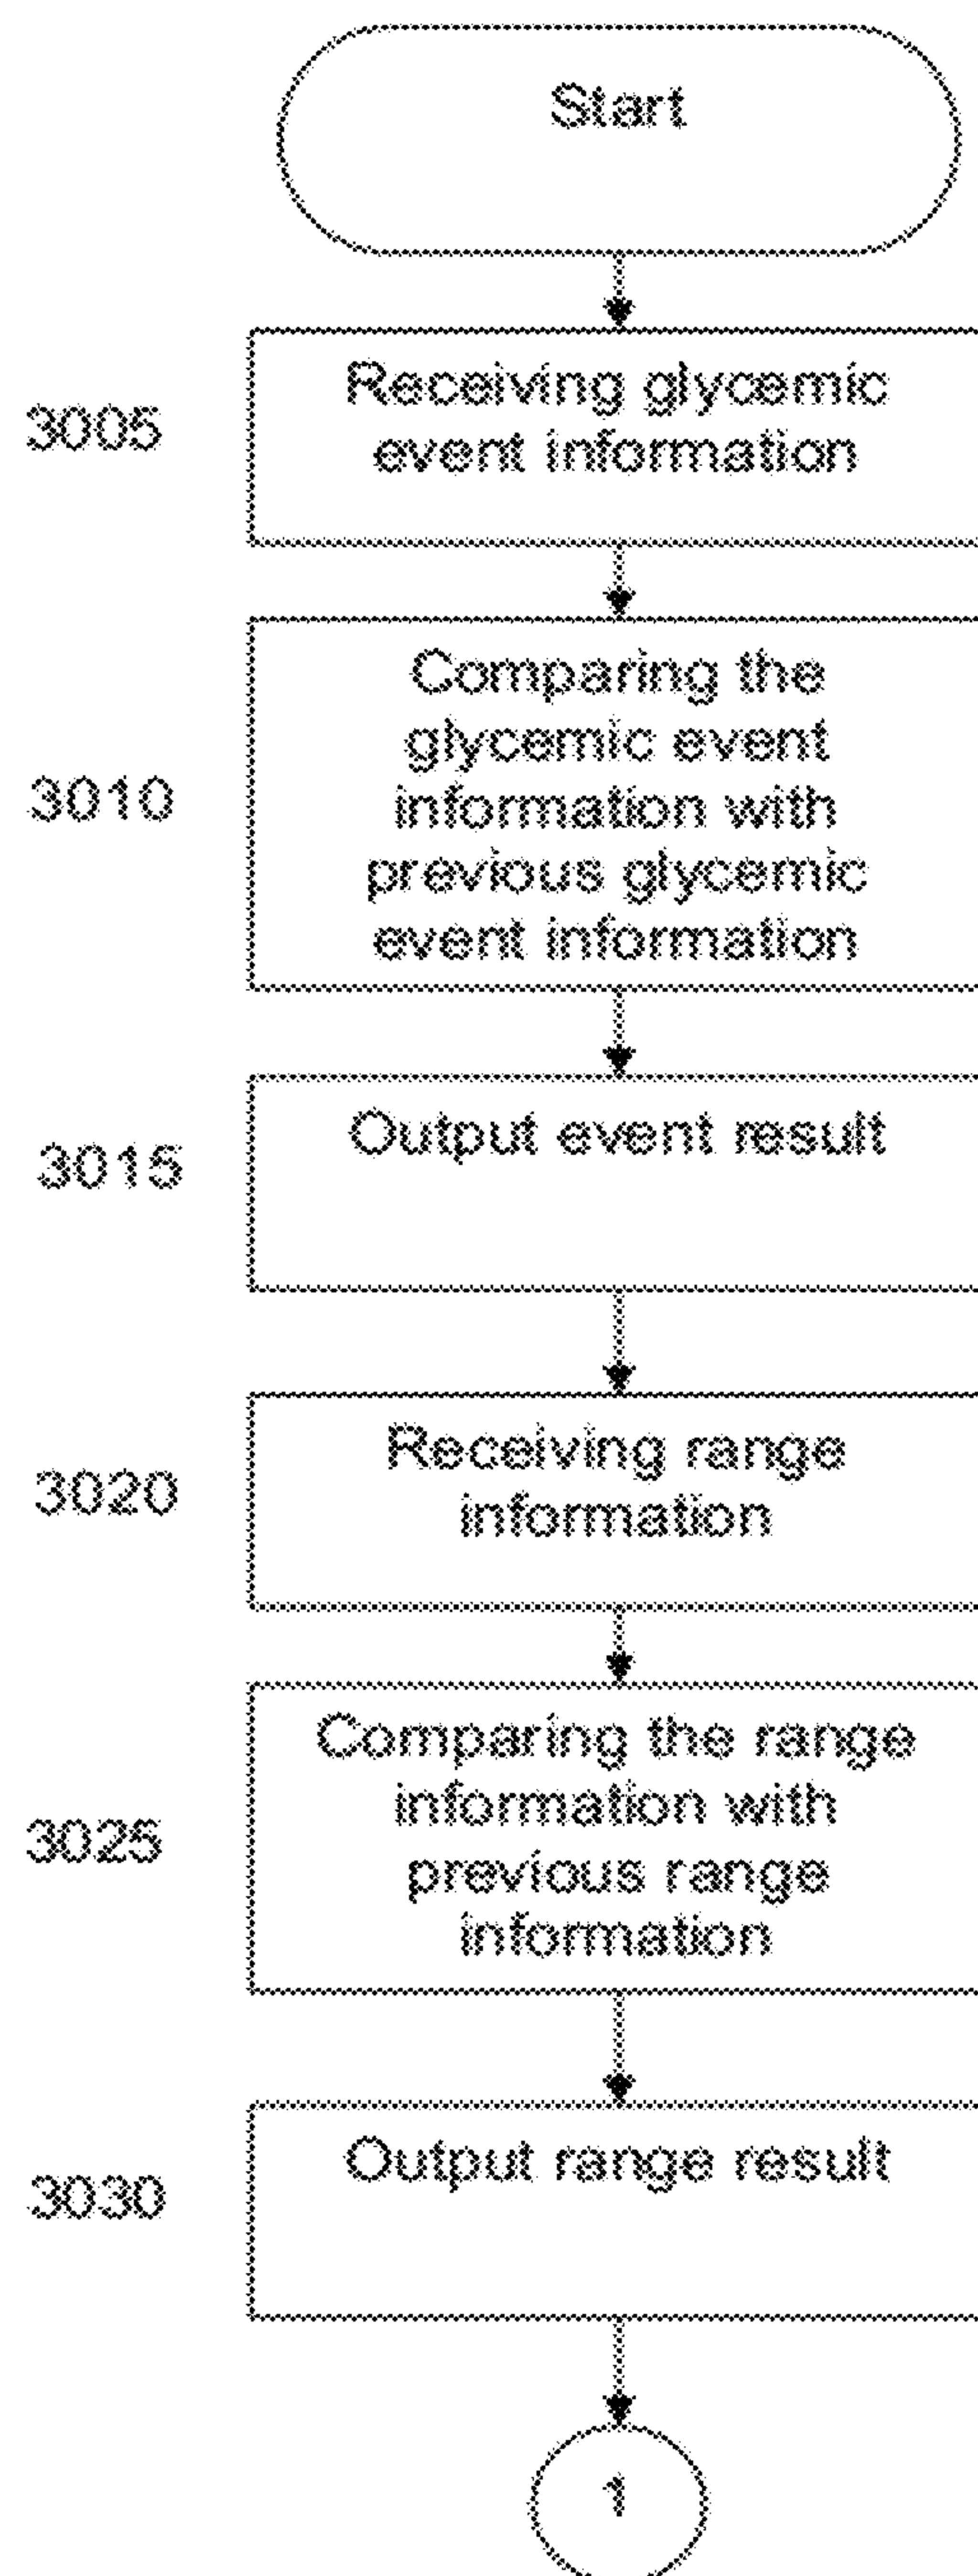 Start
3005
Receiving glycemic
event information
3010
Comparing the
glycemic event
information with
previous glycemic
event information
3015
Output event result
3020
Receiving range
information
3025
Comparing the range
information with
previous range
information
3030
Output range result
1